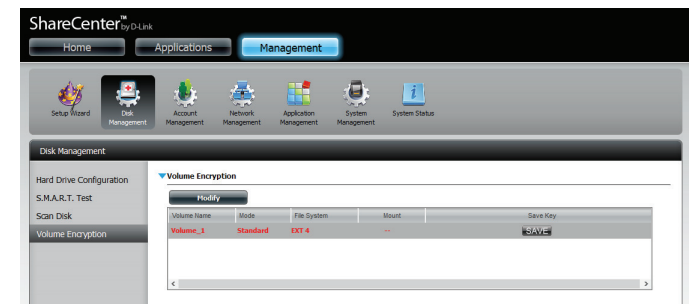 ShareCenter™ by D-Link
Home Applications Management
Setup Wizard Disk Management Account Management Network Management Application Management System Management System Status
Disk Management
Hard Drive Configuration
S.M.A.R.T. Test
Scan Disk
Volume Encryption
Volume Encryption
Modify
Volume Name Mode File System Mount Save Key
Volume_1 Standard EXT 4 -- SAVE